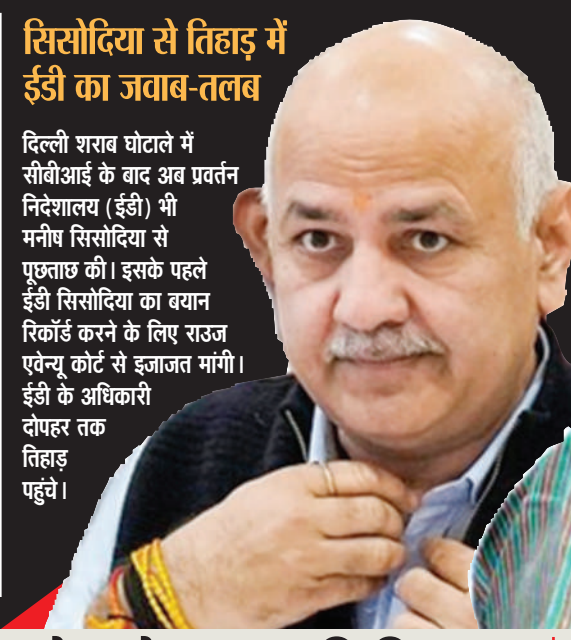 सिसोदिया से तिहाड़ में
ईडी का जवाब-तलब
दिल्ली शराब घोटाले में
सीबीआई के बाद अब प्रवर्तन
निदेशालय (ईडी) भी
मनीष सिसोदिया से
पूछताछ की। इसके पहले
ईडी सिसोदिया का बयान
रिकॉर्ड करने के लिए राउज
एवेन्यू कोर्ट से इजाजत मांगी।
ईडी के अधिकारी
दोपहर तक
तिहाड़
पहुंचे।